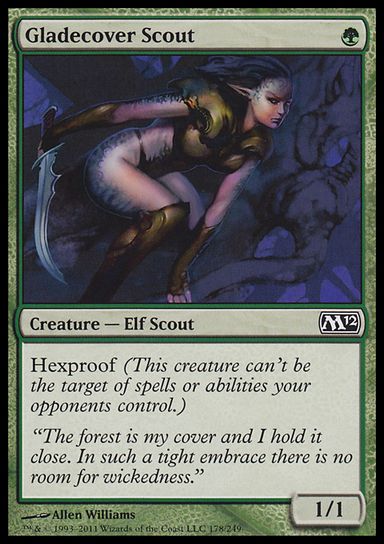 Gladecover Scout
Creature — Elf Scout
M12
Hexproof (This creature can't be
the target of spells or abilities your
opponents control.)
"The forest is my cover and I hold it
close. In such a tight embrace there is no
room for wickedness."
Allen Williams
1/1
™ & © 1993–2011 Wizards of the Coast LLC 178/249